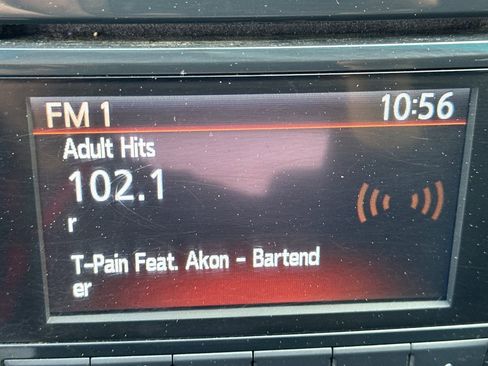 FM 1 10:56
Adult Hits
102.1
r
T-Pain Feat. Akon - Bartend
er